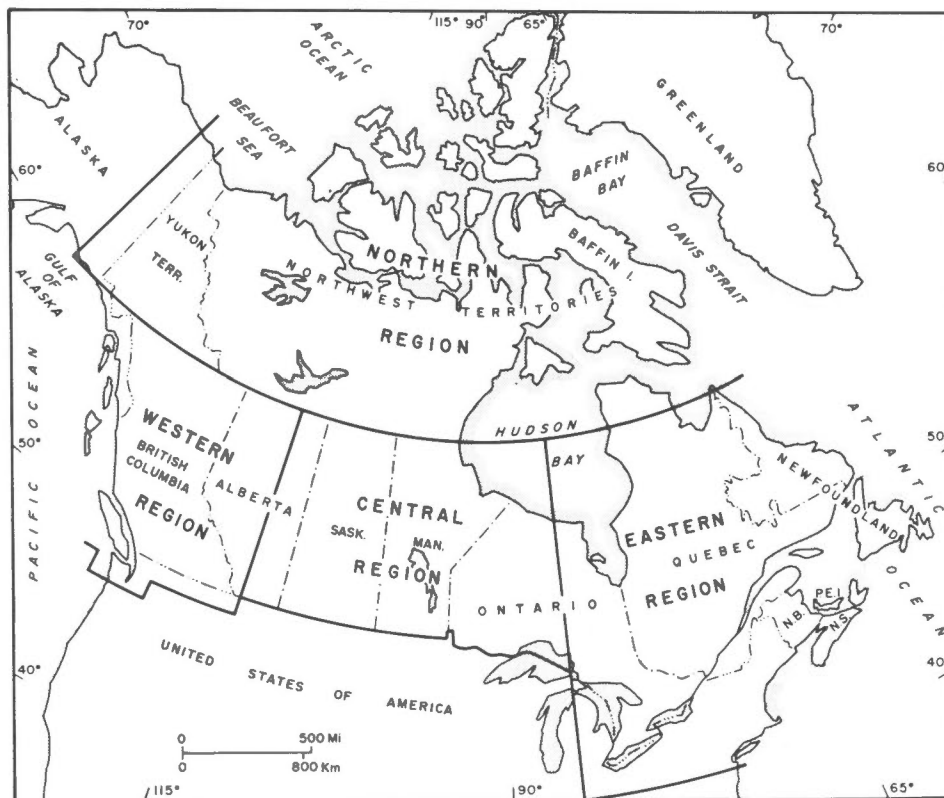 70° 115° 90° 65° 70°
ARCTIC
OCEAN
GREENLAND
ALASKA
BEAUFORT
SEA
60°
60°
BAFFIN
BAY
YUKON
TERR.
NORTHERN
BAFFIN I.
DAVIS STRAIT
GULF
OF
ALASKA
NORTHWEST TERRITORIES
REGION
PACIFIC OCEAN
ATLANTIC
OCEAN
50°
50°
HUDSON
BAY
WESTERN
BRITISH
COLUMBIA
REGION
ALBERTA
CENTRAL
SASK.
MAN.
REGION
NEWFOUNDLAND
EASTERN
QUEBEC
REGION
ONTARIO
P.E.I.
N.B.
N.S.
40°
40°
UNITED STATES OF AMERICA
0 500 Mi
0 800 Km
115° 90° 65°